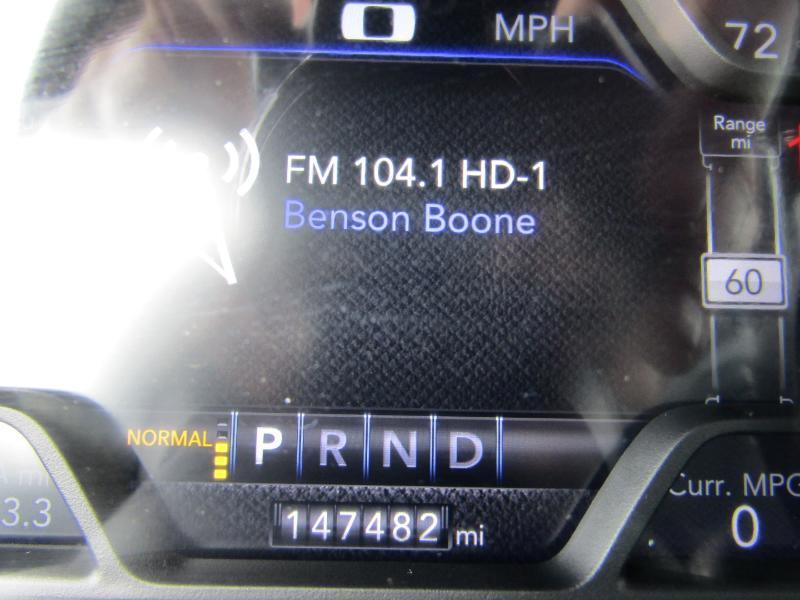 MPH
72
Range
mi
FM 104.1 HD-1
Benson Boone
60
NORMAL
P R N D
147482 mi
3.3
Curr. MPG
0